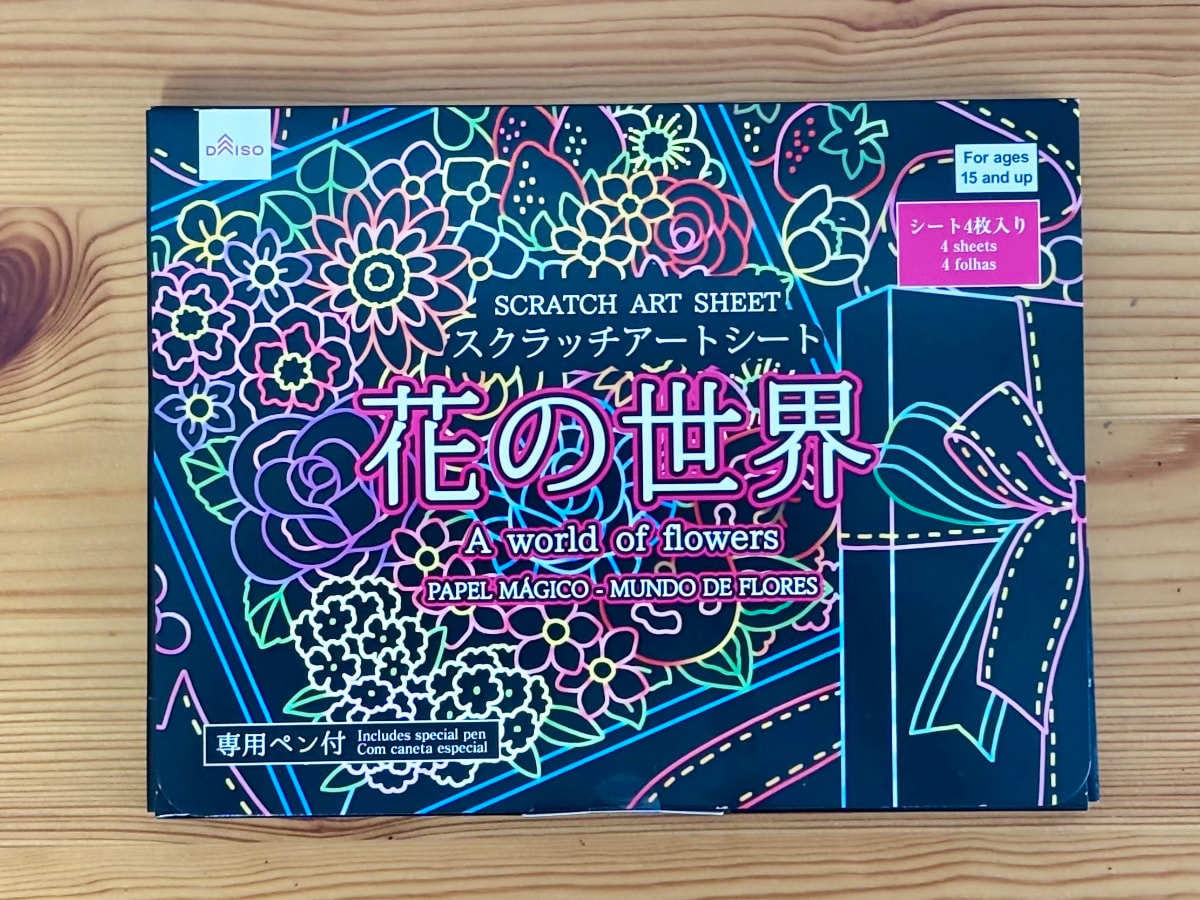 DAISO
For ages
15 and up
シート4枚入り
4 sheets
4 folhas
SCRATCH ART SHEET
スクラッチアートシート
花の世界
A world of flowers
PAPEL MÁGICO - MUNDO DE FLORES
専用ペン付
Includes special pen
Com caneta especial